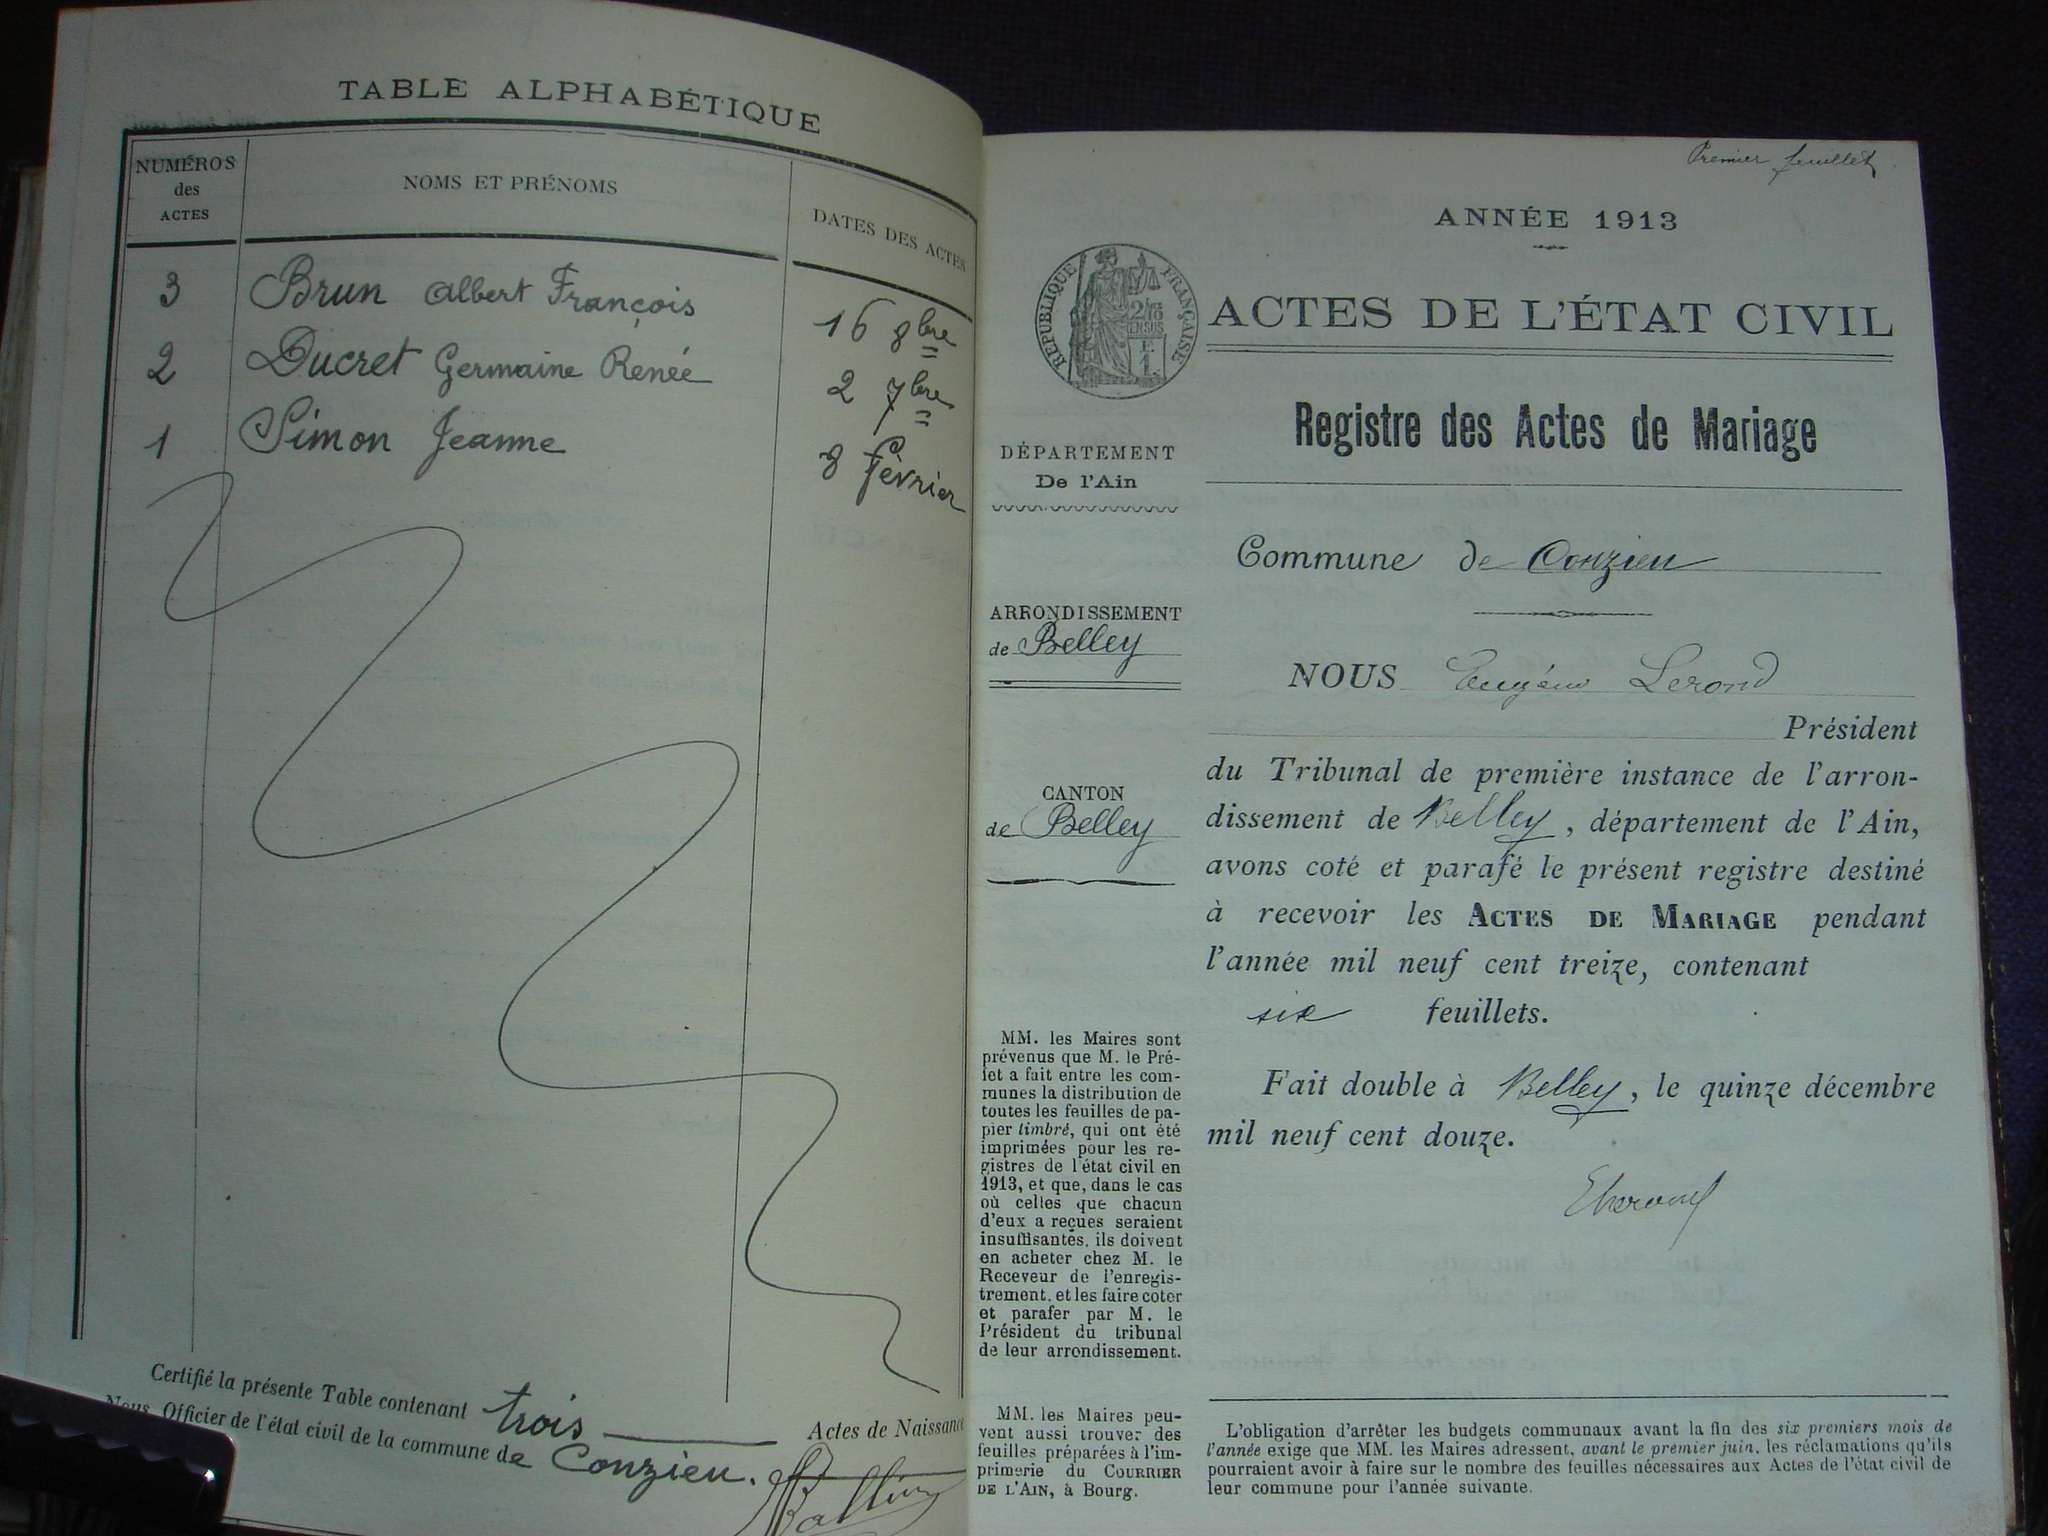 TABLE ALPHABÉTIQUE
NUMÉROS des ACTES
NOMS ET PRÉNOMS
DATES DES ACTES
3 Brun Albert François 16 8bre
2 Ducret Germaine Renée 2 7bre
1 Simon Jeanne 8 Février
Certifié la présente Table contenant trois Actes de Naissance
Nous, Officier de l'état civil de la commune de Conzieu.
Premier feuillet
ANNÉE 1913
RÉPUBLIQUE FRANÇAISE
ACTES DE L'ÉTAT CIVIL
Registre des Actes de Mariage
DÉPARTEMENT
De l'Ain
Commune de Conzieu
ARRONDISSEMENT
de Belley
NOUS Eugène Lerond
Président
CANTON
de Belley
du Tribunal de première instance de l'arron-
dissement de Belley, département de l'Ain,
avons coté et parafé le présent registre destiné
à recevoir les ACTES DE MARIAGE pendant
l'année mil neuf cent treize, contenant
six feuillets.
Fait double à Belley, le quinze décembre
mil neuf cent douze.
MM. les Maires sont
prévenus que M. le Pré-
fet a fait entre les com-
munes la distribution de
toutes les feuilles de pa-
pier timbré, qui ont été
imprimées pour les re-
gistres de l'état civil en
1913, et que, dans le cas
où celles que chacun
d'eux a reçues seraient
insuffisantes, ils doivent
en acheter chez M. le
Receveur de l'enregis-
trement, et les faire coter
et parafer par M. le
Président du tribunal
de leur arrondissement.
MM. les Maires peu-
vent aussi trouver des
feuilles préparées à l'im-
primerie du COURRIER
DE L'AIN, à Bourg.
L'obligation d'arrêter les budgets communaux avant la fin des six premiers mois de
l'année exige que MM. les Maires adressent, avant le premier juin, les réclamations qu'ils
pourraient avoir à faire sur le nombre des feuilles nécessaires aux Actes de l'état civil de
leur commune pour l'année suivante.